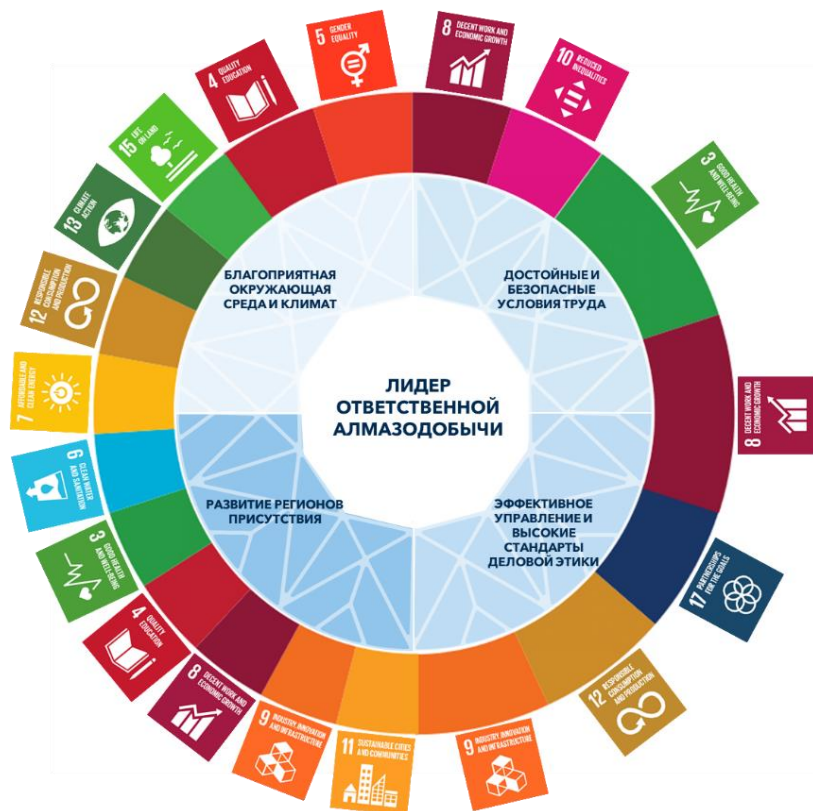 5 GENDER
EQUALITY
8 DECENT WORK AND
ECONOMIC GROWTH
10 REDUCED
INEQUALITIES
3 GOOD HEALTH
AND WELL-BEING
8 DECENT WORK AND
ECONOMIC GROWTH
17 PARTNERSHIPS
FOR THE GOALS
12 RESPONSIBLE
CONSUMPTION
AND PRODUCTION
9 INDUSTRY, INNOVATION
AND INFRASTRUCTURE
11 SUSTAINABLE CITIES
AND COMMUNITIES
9 INDUSTRY, INNOVATION
AND INFRASTRUCTURE
8 DECENT WORK AND
ECONOMIC GROWTH
4 QUALITY
EDUCATION
3 GOOD HEALTH
AND WELL-BEING
6 CLEAN WATER
AND SANITATION
7 AFFORDABLE AND
CLEAN ENERGY
12 RESPONSIBLE
CONSUMPTION
AND PRODUCTION
13 CLIMATE
ACTION
15 LIFE
ON LAND
4 QUALITY
EDUCATION
БЛАГОПРИЯТНАЯ
ОКРУЖАЮЩАЯ
СРЕДА И КЛИМАТ
ДОСТОЙНЫЕ И
БЕЗОПАСНЫЕ
УСЛОВИЯ ТРУДА
ЛИДЕР
ОТВЕТСТВЕННОЙ
АЛМАЗОДОБЫЧИ
РАЗВИТИЕ РЕГИОНОВ
ПРИСУТСТВИЯ
ЭФФЕКТИВНОЕ
УПРАВЛЕНИЕ И
ВЫСОКИЕ
СТАНДАРТЫ
ДЕЛОВОЙ ЭТИКИ